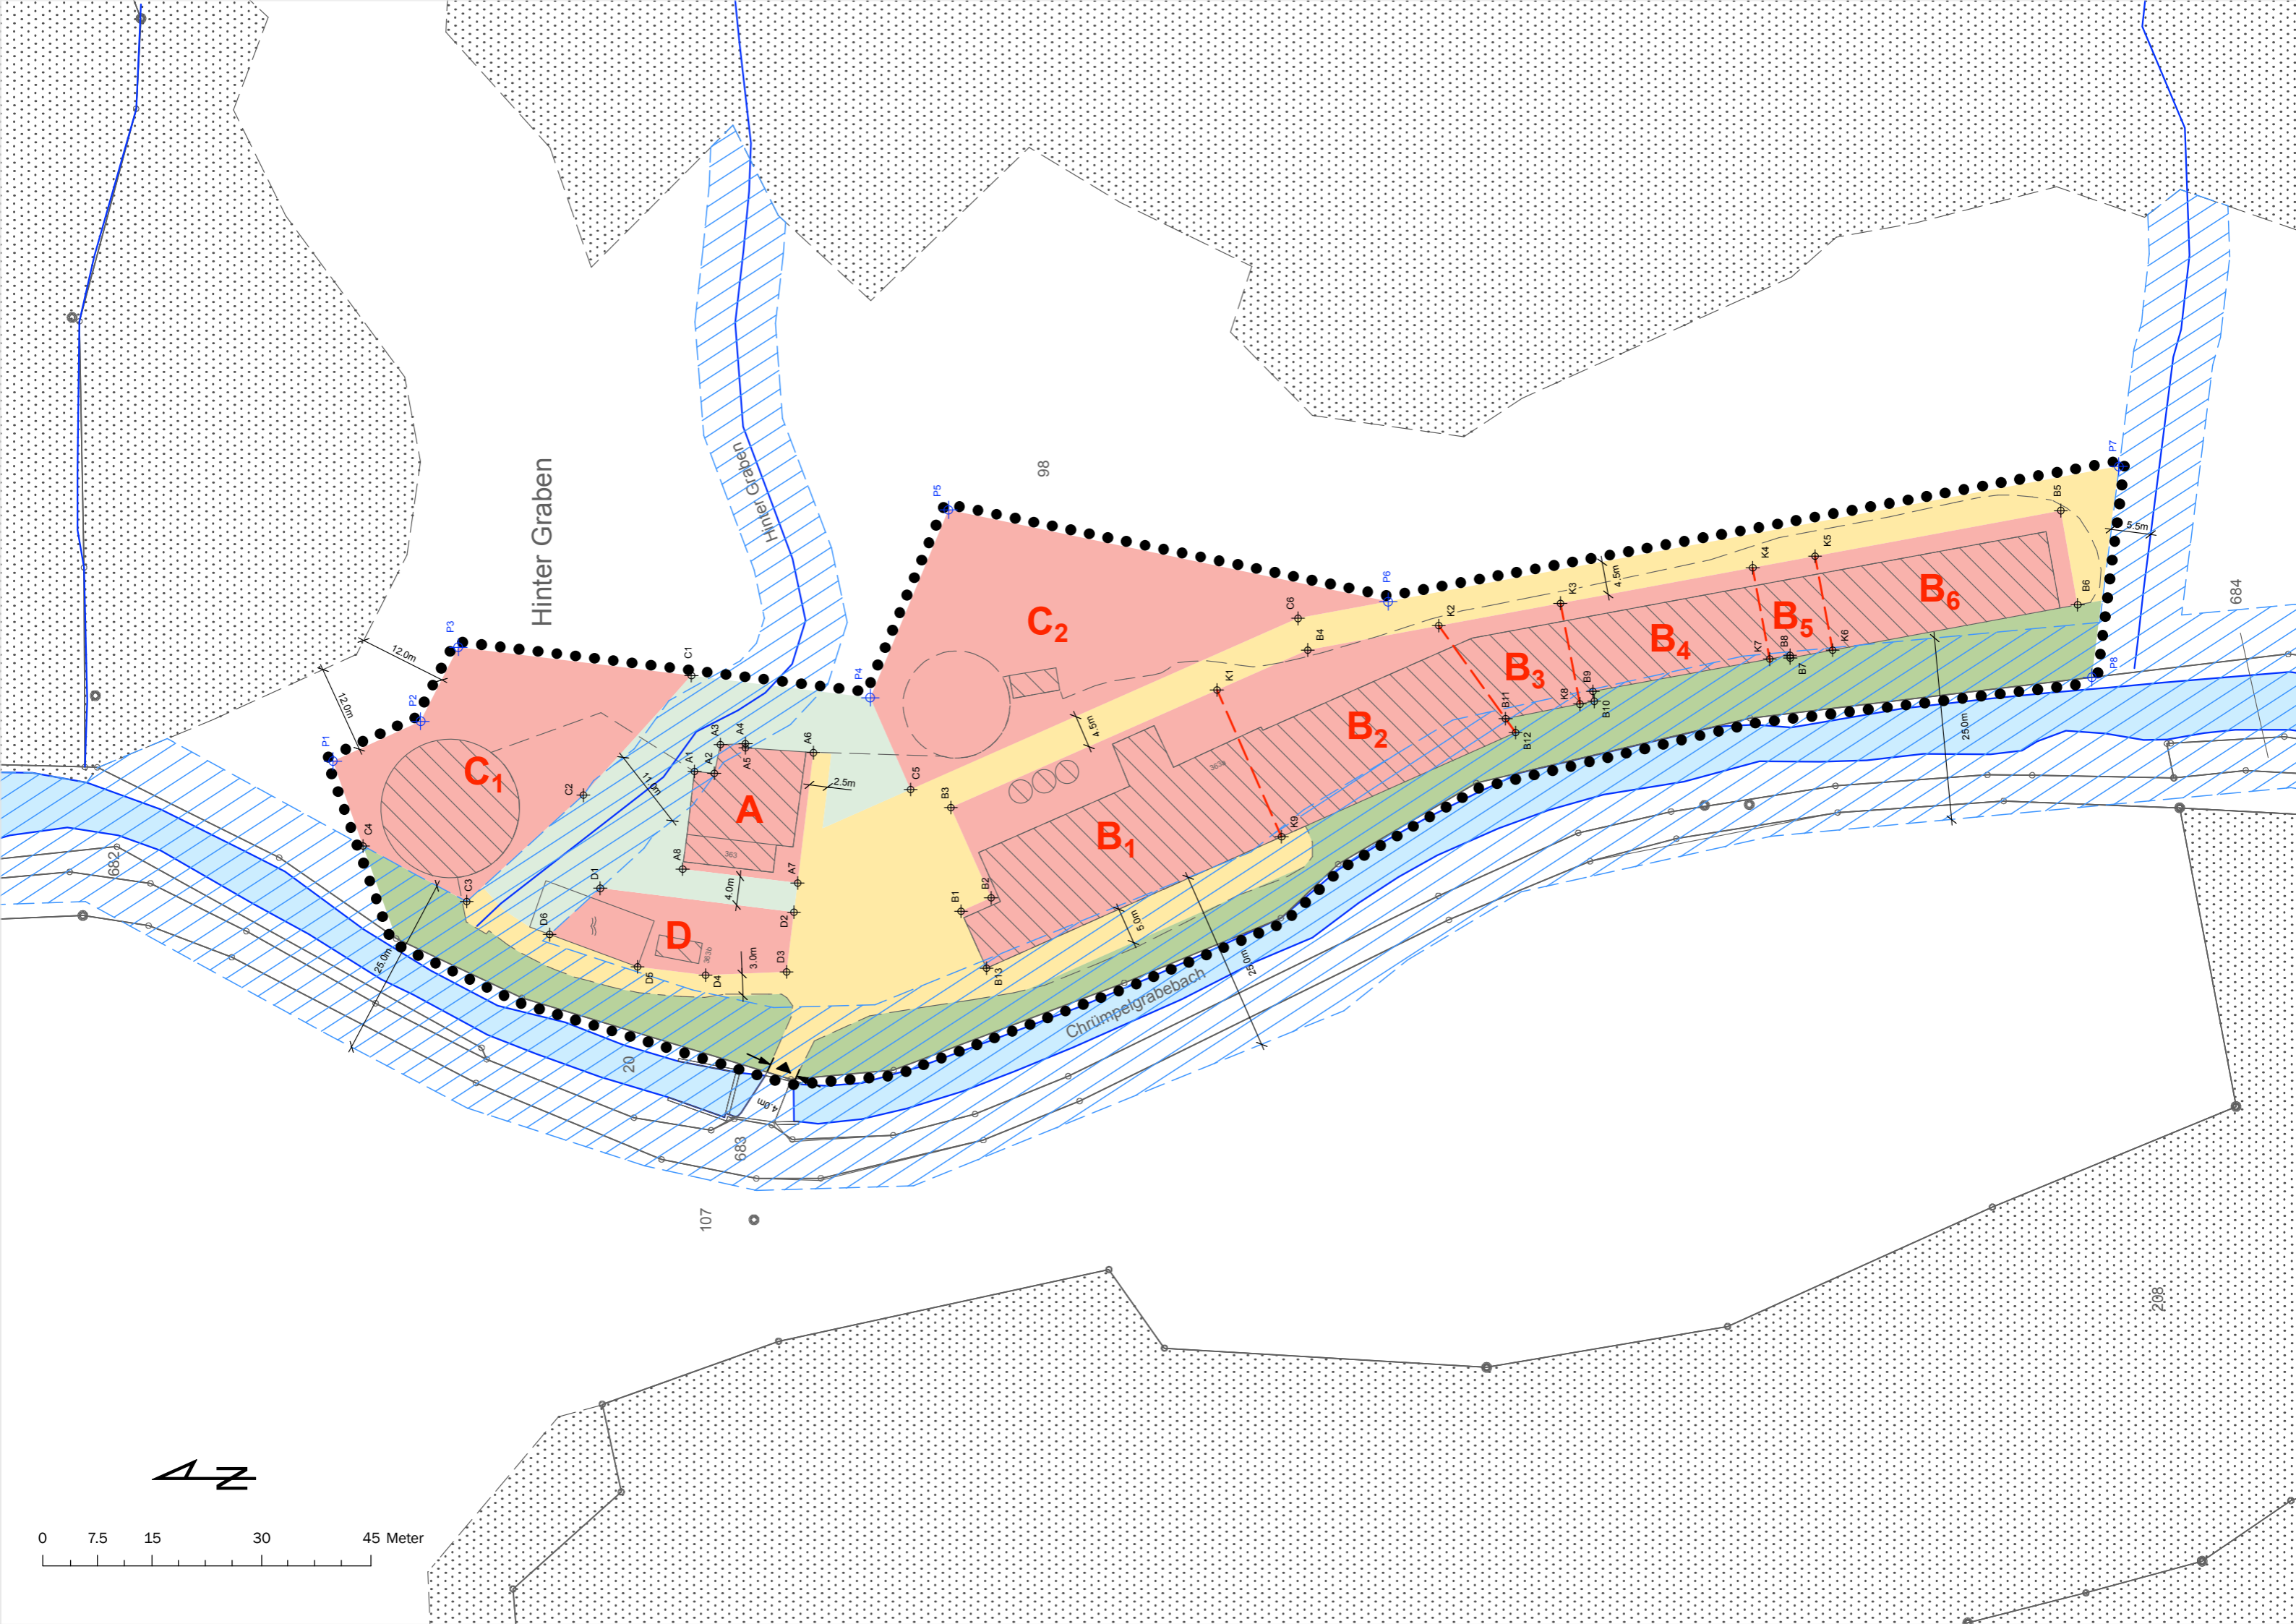 Hinter Graben
Hinter Graben
98
P7
P5
P6
B5
5.5m
K5
K4
4.5m
K3
K2
B6
684
C6
C2
B4
P3
12.0m
12.0m
P2
P1
C1
P4
K1
4.5m
B3
B4
B5
B6
K6
B8
B7
K7
B9
B10
K8
B11
B12
P8
25.0m
C1
C2
C4
C3
682
11.0m
A1
A2
A3
A4
A5
A6
2.5m
C5
A
363
A8
A7
4.0m
D1
D2
D3
D4
D5
D6
D
363b
3.0m
B3
B2
B1
B1
B2
363a
K9
B13
5.0m
25.0m
25.0m
Chrümpelgrabebach
20
4.0m
683
107
208
N
0 7.5 15 30 45 Meter